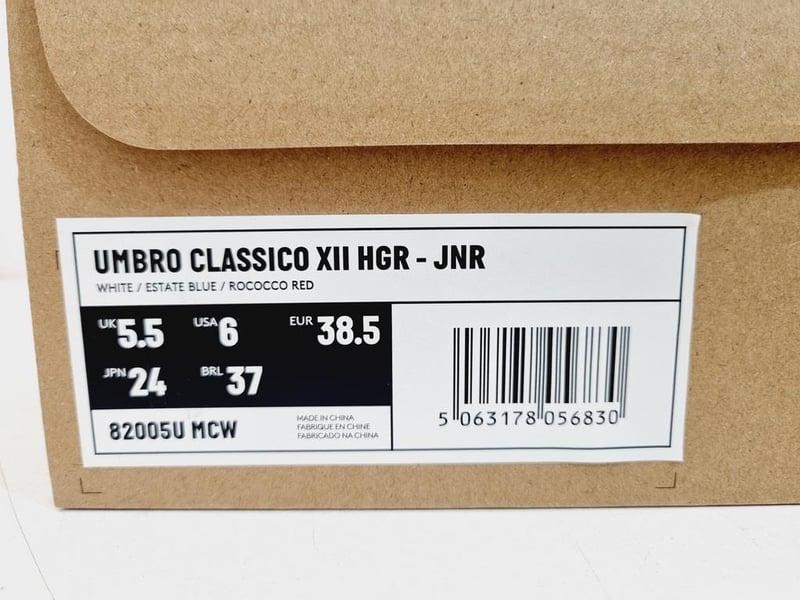 UMBRO CLASSICO XII HGR - JNR
WHITE / ESTATE BLUE / ROCOCCO RED
UK 5.5 USA 6 EUR 38.5
JPN 24 BRL 37
82005U MCW
MADE IN CHINA
FABRIQUE EN CHINE
FABRICADO NA CHINA
5 063178 056830